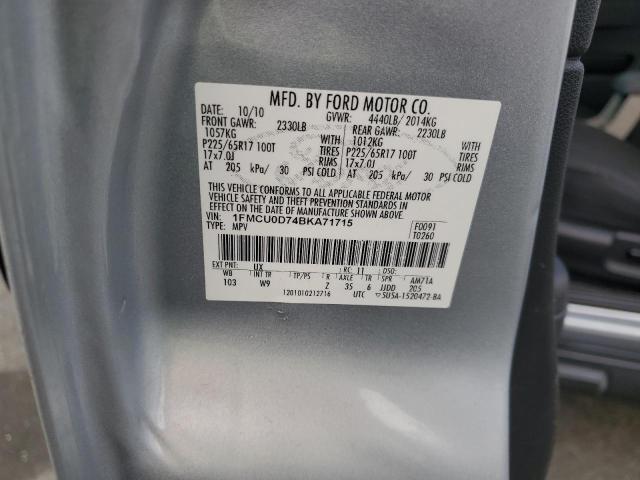 MFD. BY FORD MOTOR CO.
DATE: 10/10 GVWR: 4440LB/ 2014KG
FRONT GAWR: 2330LB REAR GAWR: 2230LB
1057KG WITH 1012KG WITH
P225/65R17 100T TIRES P225/65R17 100T TIRES
17x7.0J RIMS 17x7.0J RIMS
AT 205 kPa/ 30 PSI COLD AT 205 kPa/ 30 PSI COLD
THIS VEHICLE CONFORMS TO ALL APPLICABLE FEDERAL MOTOR
VEHICLE SAFETY AND THEFT PREVENTION STANDARDS IN
EFFECT ON THE DATE OF MANUFACTURE SHOWN ABOVE.
VIN: 1FMCU0D74BKA71715 F0091
TYPE: MPV T0260
EXT PNT: UX RC: 11 DSO:
WB INT TR TP/PS R AXLE TR SPR AM71A
103 W9 Z 35 6 JJDD 205
1201010212716 UTC 5U5A-1520472-BA